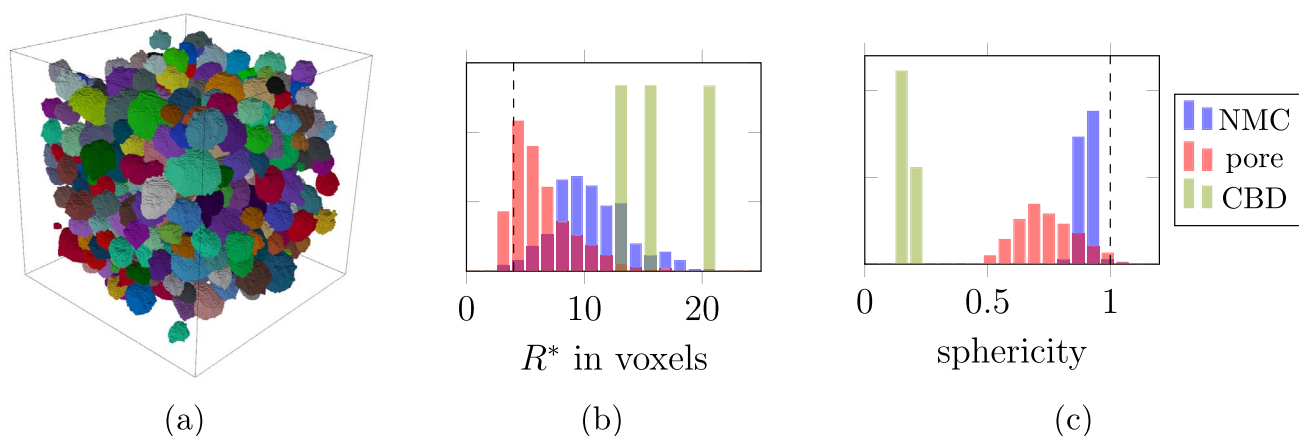 NMC
pore
CBD
0 10 20
R* in voxels
0 0.5 1
sphericity
(a) (b) (c)